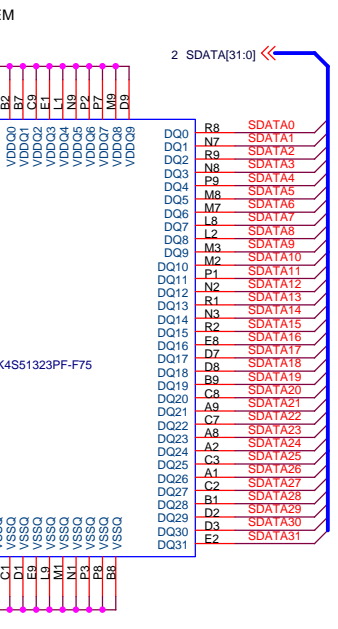 EM
2 SDATA[31:0]
B2 B7 C9 E1 L1 N9 P2 P7 M9 D9
VDDQ0 VDDQ1 VDDQ2 VDDQ3 VDDQ4 VDDQ5 VDDQ6 VDDQ7 VDDQ8 VDDQ9
DQ0 R8 SDATA0
DQ1 N7 SDATA1
DQ2 R9 SDATA2
DQ3 N8 SDATA3
DQ4 P9 SDATA4
DQ5 M8 SDATA5
DQ6 M7 SDATA6
DQ7 L8 SDATA7
DQ8 L2 SDATA8
DQ9 M3 SDATA9
DQ10 M2 SDATA10
DQ11 P1 SDATA11
DQ12 N2 SDATA12
DQ13 R1 SDATA13
DQ14 N3 SDATA14
DQ15 R2 SDATA15
DQ16 E8 SDATA16
DQ17 D7 SDATA17
DQ18 D8 SDATA18
DQ19 B9 SDATA19
DQ20 C8 SDATA20
DQ21 A9 SDATA21
DQ22 C7 SDATA22
DQ23 A8 SDATA23
DQ24 A2 SDATA24
DQ25 C3 SDATA25
DQ26 A1 SDATA26
DQ27 C2 SDATA27
DQ28 B1 SDATA28
DQ29 D2 SDATA29
DQ30 D3 SDATA30
DQ31 E2 SDATA31
K4S51323PF-F75
VSSQ VSSQ VSSQ VSSQ VSSQ VSSQ VSSQ VSSQ VSSQ
C1 D1 E9 L9 M1 N1 P3 P8 B8